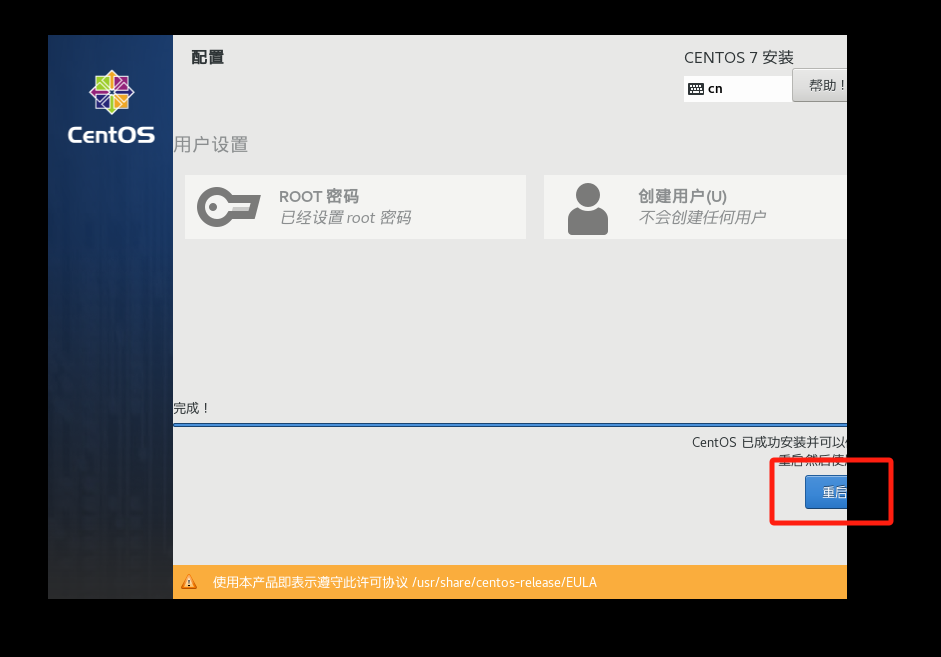 CentOS
配置
CENTOS 7 安装
cn
帮助！
用户设置
ROOT 密码
已经设置 root 密码
创建用户(U)
不会创建任何用户
完成！
CentOS 已成功安装并可以
重启然后使
重启
使用本产品即表示遵守此许可协议 /usr/share/centos-release/EULA